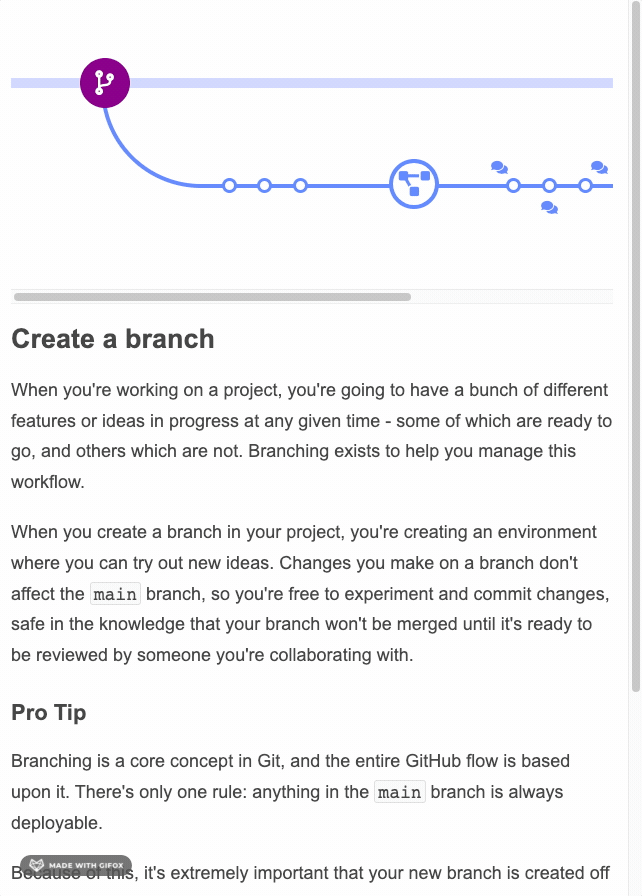 Create a branch
When you're working on a project, you're going to have a bunch of different
features or ideas in progress at any given time - some of which are ready to
go, and others which are not. Branching exists to help you manage this
workflow.
When you create a branch in your project, you're creating an environment
where you can try out new ideas. Changes you make on a branch don't
affect the main branch, so you're free to experiment and commit changes,
safe in the knowledge that your branch won't be merged until it's ready to
be reviewed by someone you're collaborating with.
Pro Tip
Branching is a core concept in Git, and the entire GitHub flow is based
upon it. There's only one rule: anything in the main branch is always
deployable.
MADE WITH GIFOX
Because of this, it's extremely important that your new branch is created off